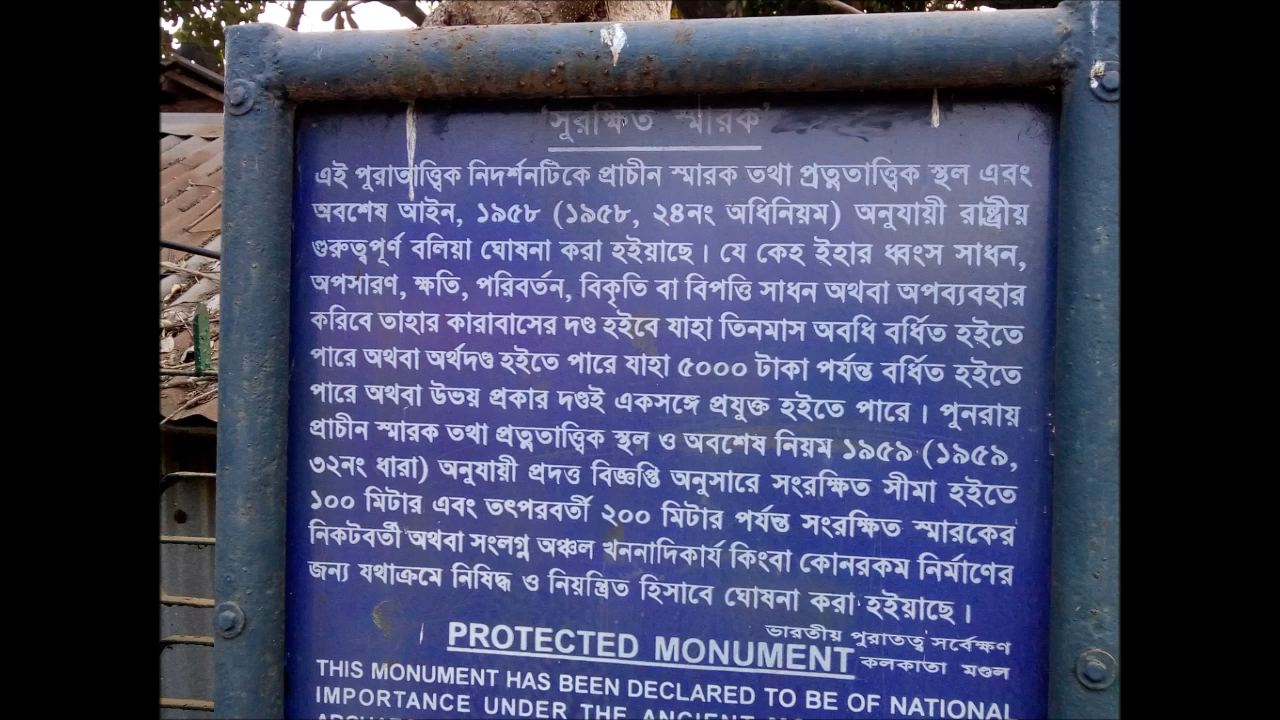 'সুরক্ষিত স্মারক'
এই পুরাতাত্ত্বিক নিদর্শনটিকে প্রাচীন স্মারক তথা প্রত্নতাত্ত্বিক স্থল এবং
অবশেষ আইন, ১৯৫৮ (১৯৫৮, ২৪নং অধিনিয়ম) অনুযায়ী রাষ্ট্রীয়
গুরুত্বপূর্ণ বলিয়া ঘোষনা করা হইয়াছে। যে কেহ ইহার ধ্বংস সাধন,
অপসারণ, ক্ষতি, পরিবর্তন, বিকৃতি বা বিপত্তি সাধন অথবা অপব্যবহার
করিবে তাহার কারাবাসের দণ্ড হইবে যাহা তিনমাস অবধি বর্ধিত হইতে
পারে অথবা অর্থদণ্ড হইতে পারে যাহা ৫০০০ টাকা পর্যন্ত বর্ধিত হইতে
পারে অথবা উভয় প্রকার দণ্ডই একসঙ্গে প্রযুক্ত হইতে পারে। পুনরায়
প্রাচীন স্মারক তথা প্রত্নতাত্ত্বিক স্থল ও অবশেষ নিয়ম ১৯৫৯ (১৯৫৯,
৩২নং ধারা) অনুযায়ী প্রদত্ত বিজ্ঞপ্তি অনুসারে সংরক্ষিত সীমা হইতে
১০০ মিটার এবং তৎপরবর্তী ২০০ মিটার পর্যন্ত সংরক্ষিত স্মারকের
নিকটবর্তী অথবা সংলগ্ন অঞ্চল খননাদিকার্য কিংবা কোনরকম নির্মাণের
জন্য যথাক্রমে নিষিদ্ধ ও নিয়ন্ত্রিত হিসাবে ঘোষনা করা হইয়াছে।
ভারতীয় পুরাতত্ত্ব সর্বেক্ষণ
কলকাতা মণ্ডল
PROTECTED MONUMENT
THIS MONUMENT HAS BEEN DECLARED TO BE OF NATIONAL
IMPORTANCE UNDER THE ANCIENT